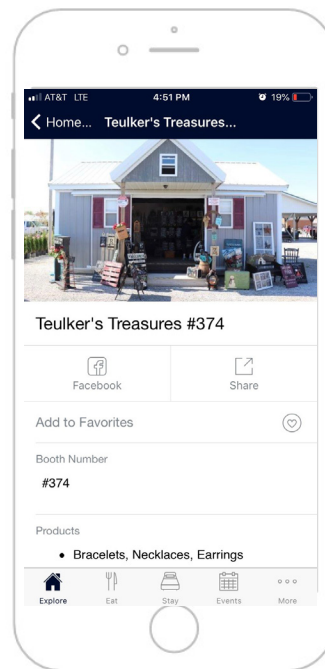 AT&T LTE 4:51 PM 19%
Home... Teulker's Treasures...
Teulker's Treasures #374
Facebook Share
Add to Favorites
Booth Number
#374
Products
• Bracelets, Necklaces, Earrings
Explore Eat Stay Events More